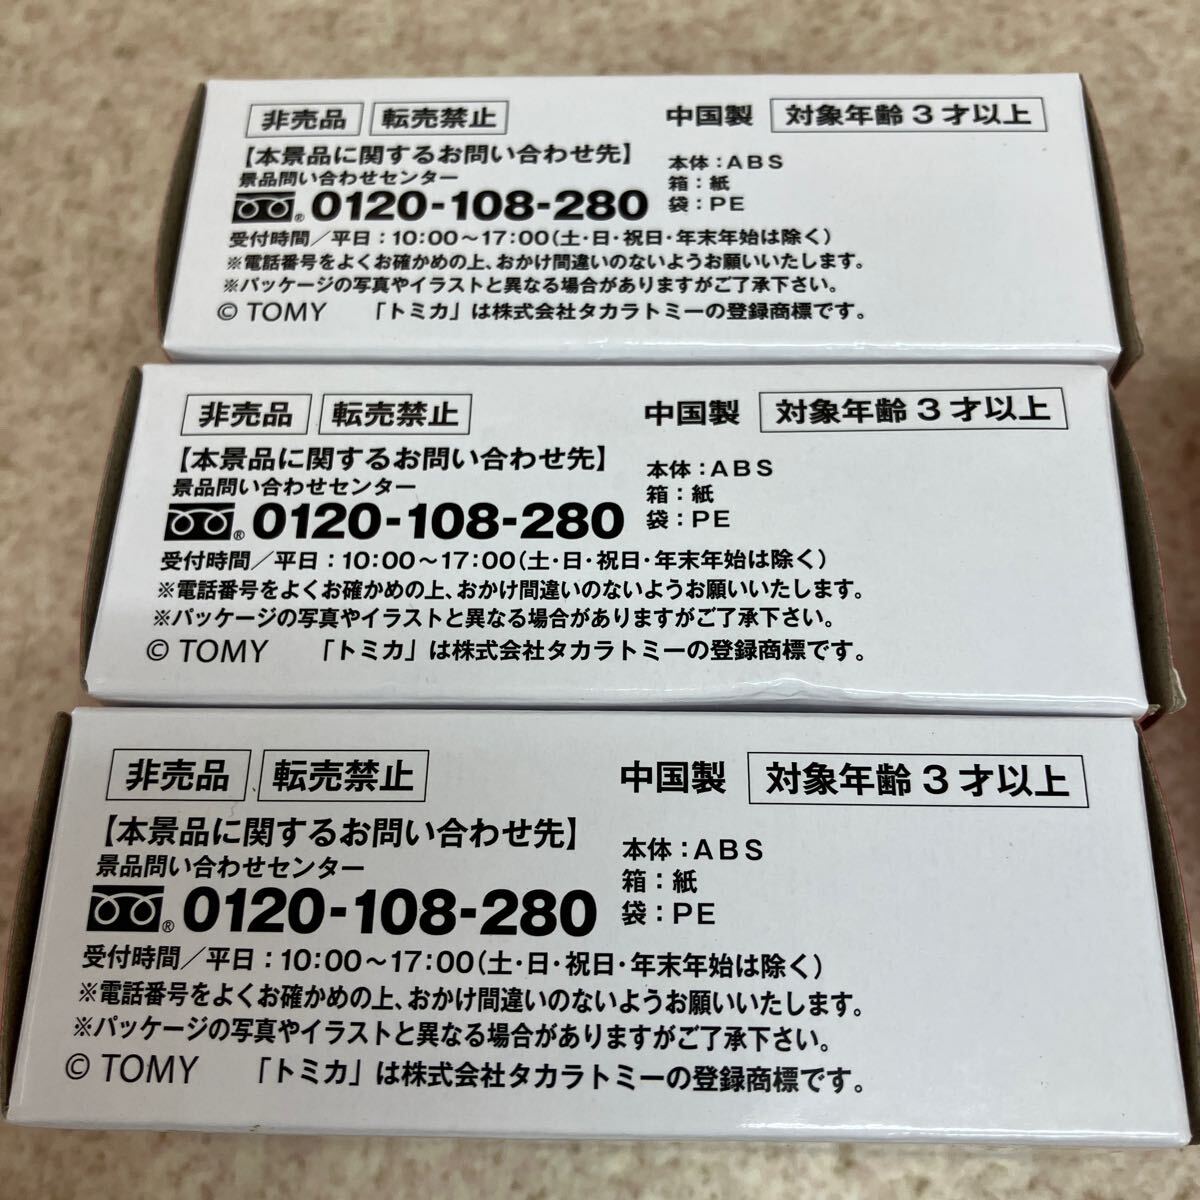 非売品 転売禁止 中国製 対象年齢3才以上
【本景品に関するお問い合わせ先】 本体：ABS
景品問い合わせセンター 箱：紙
0120-108-280 袋：PE
受付時間／平日：10:00～17:00(土・日・祝日・年末年始は除く)
※電話番号をよくお確かめの上、おかけ間違いのないようお願いいたします。
※パッケージの写真やイラストと異なる場合がありますがご了承下さい。
© TOMY 「トミカ」は株式会社タカラトミーの登録商標です。
非売品 転売禁止 中国製 対象年齢3才以上
【本景品に関するお問い合わせ先】 本体：ABS
景品問い合わせセンター 箱：紙
0120-108-280 袋：PE
受付時間／平日：10:00～17:00(土・日・祝日・年末年始は除く)
※電話番号をよくお確かめの上、おかけ間違いのないようお願いいたします。
※パッケージの写真やイラストと異なる場合がありますがご了承下さい。
© TOMY 「トミカ」は株式会社タカラトミーの登録商標です。
非売品 転売禁止 中国製 対象年齢3才以上
【本景品に関するお問い合わせ先】 本体：ABS
景品問い合わせセンター 箱：紙
0120-108-280 袋：PE
受付時間／平日：10:00～17:00(土・日・祝日・年末年始は除く)
※電話番号をよくお確かめの上、おかけ間違いのないようお願いいたします。
※パッケージの写真やイラストと異なる場合がありますがご了承下さい。
© TOMY 「トミカ」は株式会社タカラトミーの登録商標です。